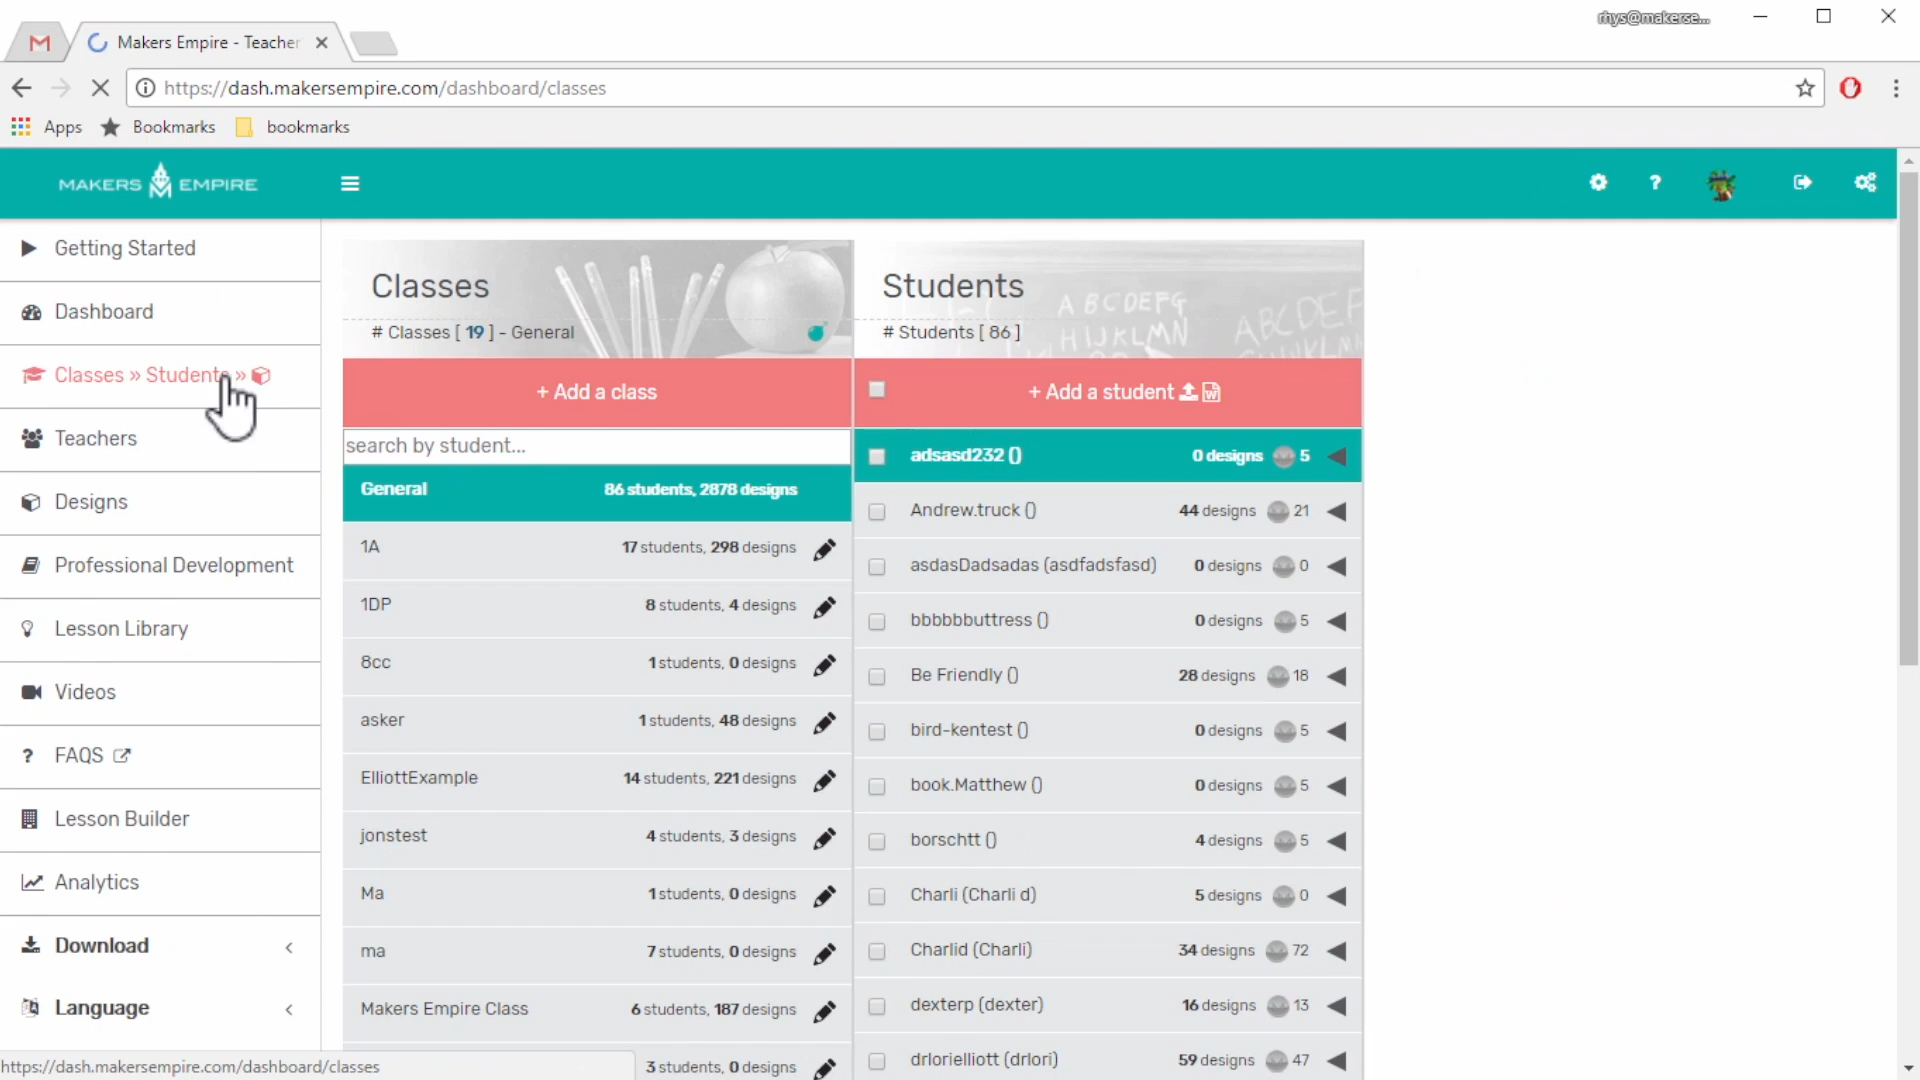 rhys@makerse...
Makers Empire - Teacher
https://dash.makersempire.com/dashboard/classes
Apps Bookmarks bookmarks
MAKERS EMPIRE
Getting Started
Dashboard
Classes » Students »
Teachers
Designs
Professional Development
Lesson Library
Videos
FAQS
Lesson Builder
Analytics
Download
Language
Classes
# Classes [ 19 ] - General
+ Add a class
search by student...
General 86 students, 2878 designs
1A 17 students, 298 designs
1DP 8 students, 4 designs
8cc 1 students, 0 designs
asker 1 students, 48 designs
ElliottExample 14 students, 221 designs
jonstest 4 students, 3 designs
Ma 1 students, 0 designs
ma 7 students, 0 designs
Makers Empire Class 6 students, 187 designs
3 students, 0 designs
Students
# Students [ 86 ]
A B C D E F G
H I J K L M N
+ Add a student
adsasd232 () 0 designs 5
Andrew.truck () 44 designs 21
asdasDadsadas (asdfadsfasd) 0 designs 0
bbbbbbuttress () 0 designs 5
Be Friendly () 28 designs 18
bird-kentest () 0 designs 5
book.Matthew () 0 designs 5
borschtt () 4 designs 5
Charli (Charli d) 5 designs 0
Charlid (Charli) 34 designs 72
dexterp (dexter) 16 designs 13
drlorielliott (drlori) 59 designs 47
https://dash.makersempire.com/dashboard/classes